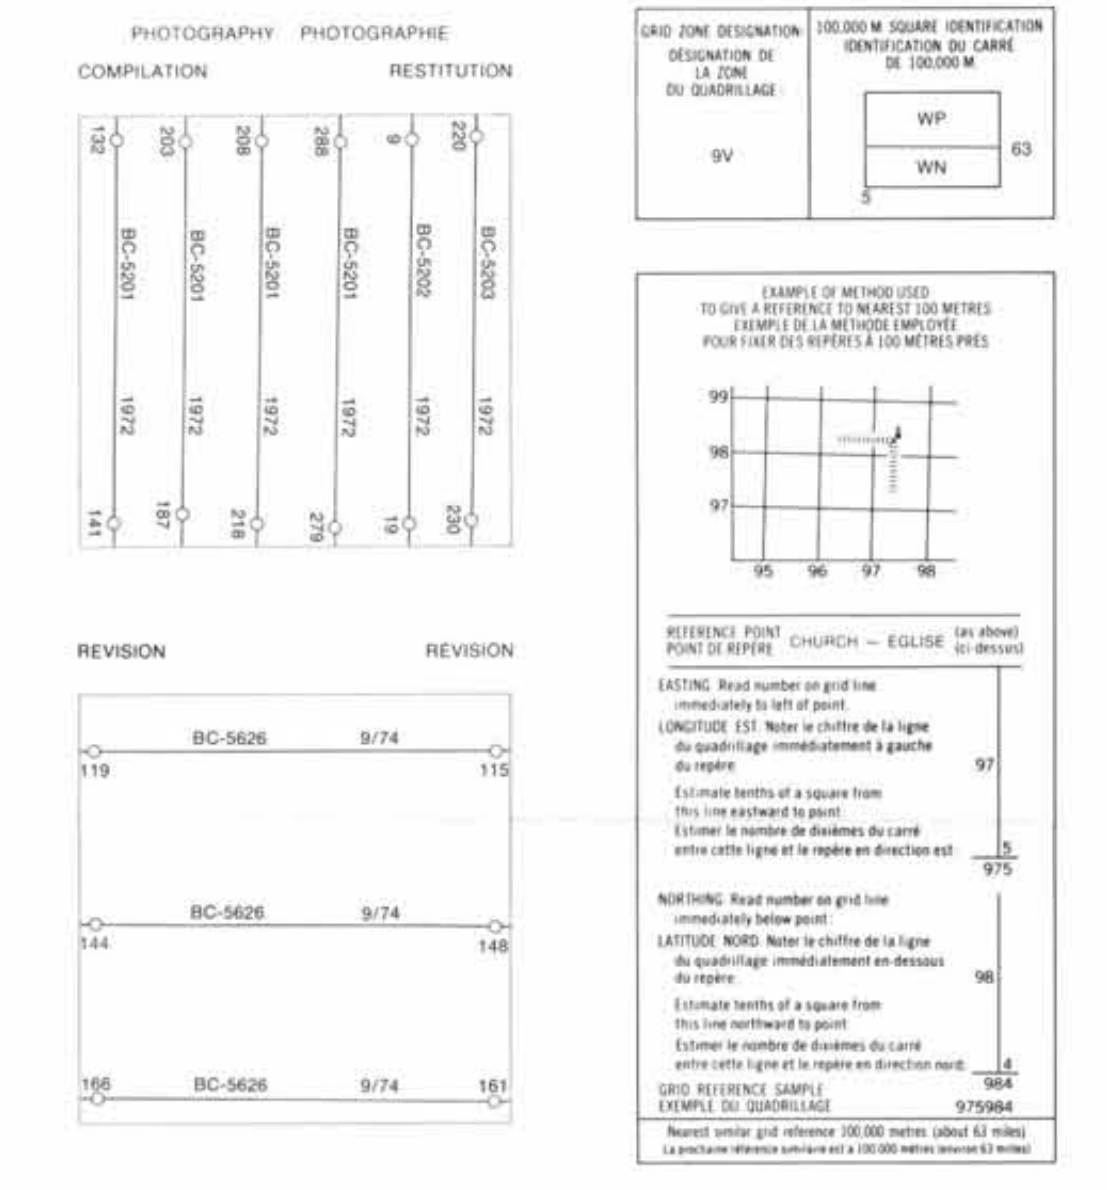 PHOTOGRAPHY PHOTOGRAPHIE
COMPILATION RESTITUTION
132 203 208 288 9 220
BC-5201 BC-5201 BC-5201 BC-5201 BC-5202 BC-5203
1972 1972 1972 1972 1972 1972
141 187 218 279 19 230
REVISION RÉVISION
BC-5626 9/74
119 115
BC-5626 9/74
144 148
166 BC-5626 9/74 161
GRID ZONE DESIGNATION
DÉSIGNATION DE
LA ZONE
DU QUADRILLAGE
9V
100,000 M. SQUARE IDENTIFICATION
IDENTIFICATION DU CARRÉ
DE 100,000 M.
WP
WN
63
5
EXAMPLE OF METHOD USED
TO GIVE A REFERENCE TO NEAREST 100 METRES
EXEMPLE DE LA MÉTHODE EMPLOYÉE
POUR FIXER DES REPÈRES À 100 MÈTRES PRÈS
99
98
97
95 96 97 98
REFERENCE POINT
POINT DE REPÈRE
CHURCH — EGLISE
(as above)
(ci-dessus)
EASTING Read number on grid line
immediately to left of point.
LONGITUDE EST Noter le chiffre de la ligne
du quadrillage immédiatement à gauche
du repère 97
Estimate tenths of a square from
this line eastward to point
Estimer le nombre de dixièmes du carré
entre cette ligne et le repère en direction est 5
975
NORTHING Read number on grid line
immediately below point
LATITUDE NORD Noter le chiffre de la ligne
du quadrillage immédiatement en-dessous
du repère 98
Estimate tenths of a square from
this line northward to point
Estimer le nombre de dixièmes du carré
entre cette ligne et le repère en direction nord 4
GRID REFERENCE SAMPLE 984
EXEMPLE DU QUADRILLAGE 975984
Nearest similar grid reference 100,000 metres (about 63 miles)
La prochaine référence similaire est à 100 000 mètres (environ 63 milles)